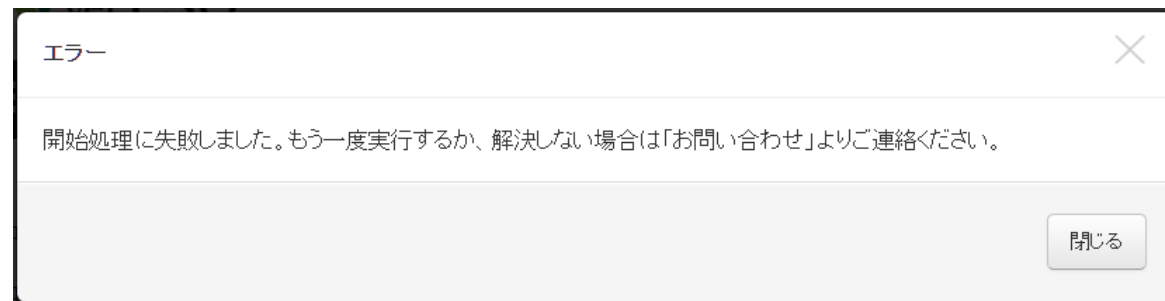 エラー
開始処理に失敗しました。もう一度実行するか、解決しない場合は「お問い合わせ」よりご連絡ください。
閉じる